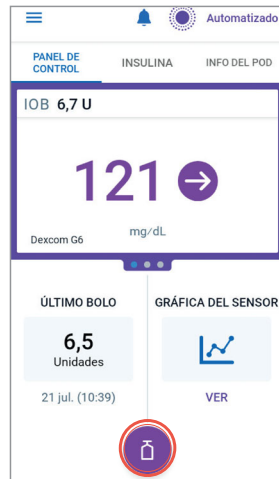 Automatizado
PANEL DE
CONTROL
INSULINA
INFO DEL POD
IOB 6,7 U
121
mg/dL
Dexcom G6
ÚLTIMO BOLO
6,5
Unidades
21 jul. (10:39)
GRÁFICA DEL SENSOR
VER